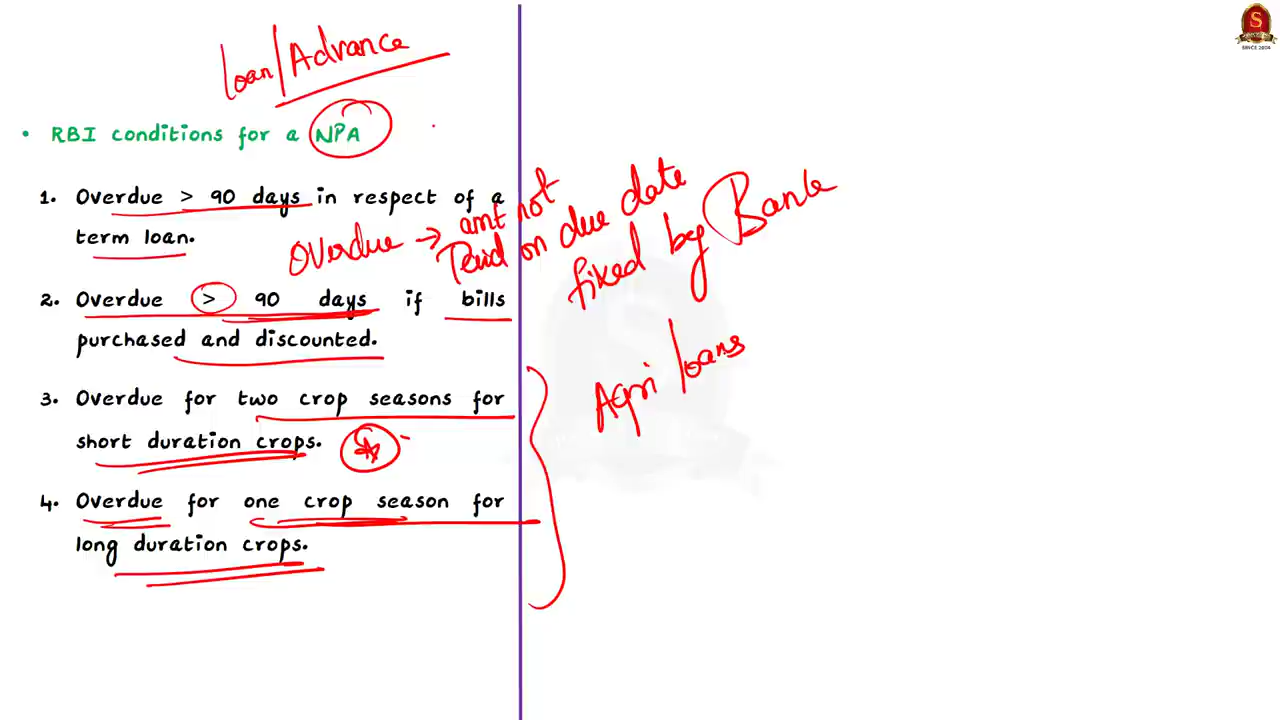 loan/Advance
• RBI conditions for a NPA
1. Overdue > 90 days in respect of a
term loan.
Overdue → amt not
Paid on due date
fixed by Bank
2. Overdue > 90 days if bills
purchased and discounted.
3. Overdue for two crop seasons for
short duration crops.
4. Overdue for one crop season for
long duration crops.
Agri loans
S
SINCE 2004